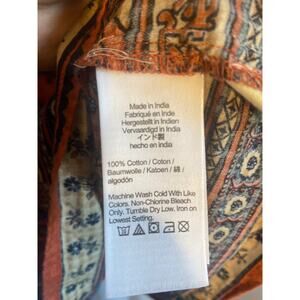 Made in India
Fabriqué en Inde
Hergestellt in Indien
Vervaardigd in India
インド製
hecho en india
100% Cotton / Coton /
Baumwolle / Katoen / 綿 /
algodón
Machine Wash Cold With Like
Colors. Non-Chlorine Bleach
Only. Tumble Dry Low. Iron on
Lowest Setting.